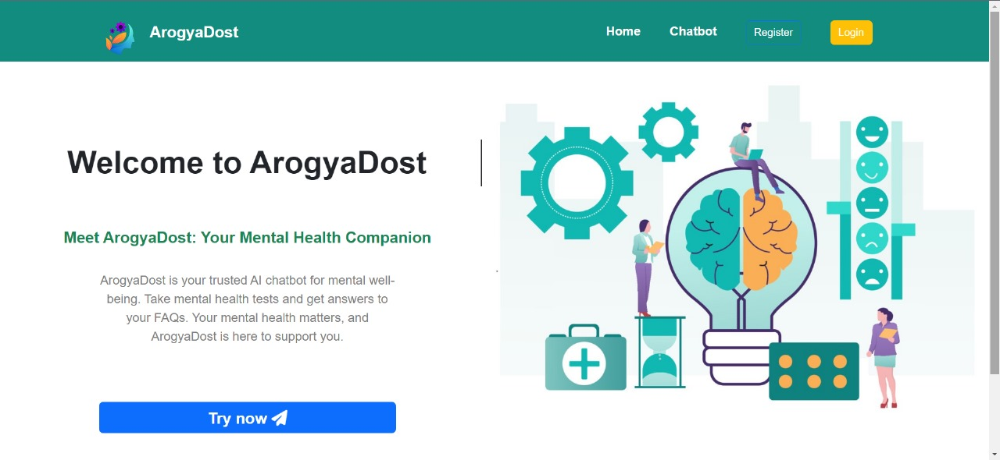 ArogyaDost
Home
Chatbot
Register
Login
Welcome to ArogyaDost
Meet ArogyaDost: Your Mental Health Companion
ArogyaDost is your trusted AI chatbot for mental well-
being. Take mental health tests and get answers to
your FAQs. Your mental health matters, and
ArogyaDost is here to support you.
Try now